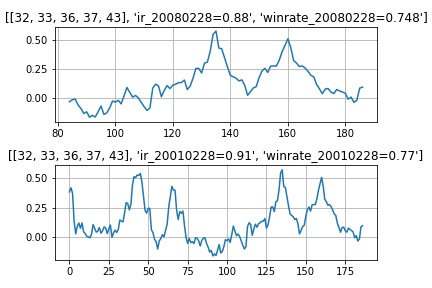 [[32, 33, 36, 37, 43], 'ir_20080228=0.88', 'winrate_20080228=0.748']
0.50
0.25
0.00
80 100 120 140 160 180
[[32, 33, 36, 37, 43], 'ir_20010228=0.91', 'winrate_20010228=0.77']
0.50
0.25
0.00
0 25 50 75 100 125 150 175